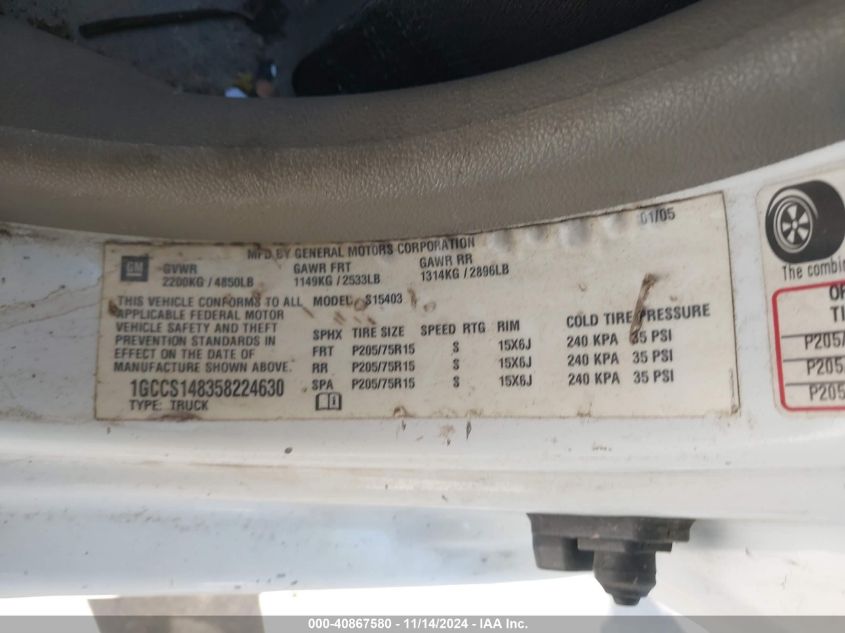 MFD BY GENERAL MOTORS CORPORATION 01/05
GM GVWR GAWR FRT GAWR RR
2200KG / 4850LB 1149KG / 2533LB 1314KG / 2896LB
THIS VEHICLE CONFORMS TO ALL MODEL: S15403
APPLICABLE FEDERAL MOTOR
VEHICLE SAFETY AND THEFT
PREVENTION STANDARDS IN
EFFECT ON THE DATE OF
MANUFACTURE SHOWN ABOVE.
1GCCS148358224630
TYPE: TRUCK
SPHX TIRE SIZE SPEED RTG RIM COLD TIRE PRESSURE
FRT P205/75R15 S 15X6J 240 KPA 35 PSI
RR P205/75R15 S 15X6J 240 KPA 35 PSI
SPA P205/75R15 S 15X6J 240 KPA 35 PSI
The combin
OR
TI
P205/
P205
P205
000-40867580 - 11/14/2024 - IAA Inc.